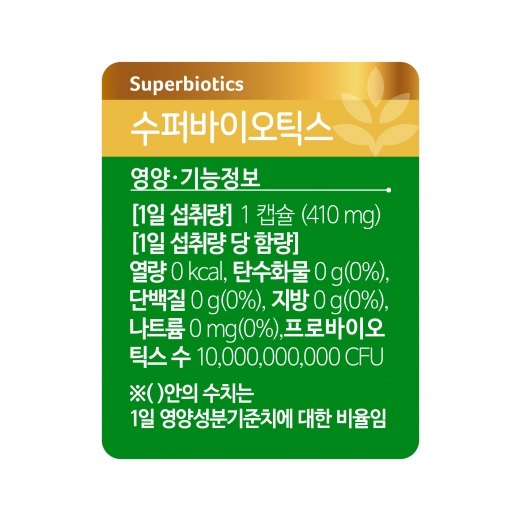 Superbiotics
수퍼바이오틱스
영양·기능정보
[1일 섭취량] 1 캡슐 (410 mg)
[1일 섭취량 당 함량]
열량 0 kcal, 탄수화물 0 g(0%),
단백질 0 g(0%), 지방 0 g(0%),
나트륨 0 mg(0%),프로바이오
틱스 수 10,000,000,000 CFU
※( )안의 수치는
1일 영양성분기준치에 대한 비율임